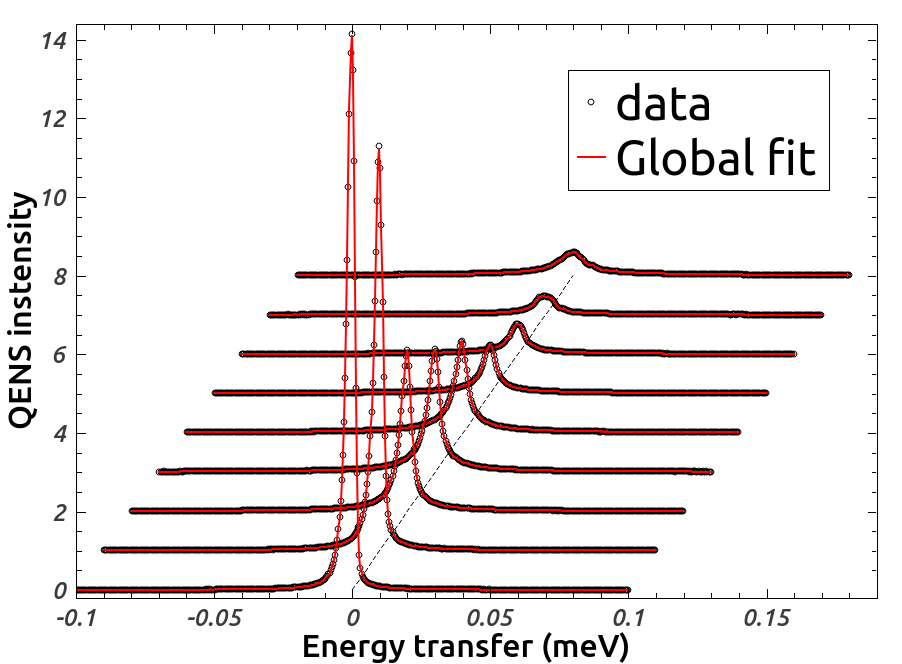 14
12
10
8
6
4
2
0
QENS instensity
data
Global fit
-0.1 -0.05 0 0.05 0.1 0.15
Energy transfer (meV)